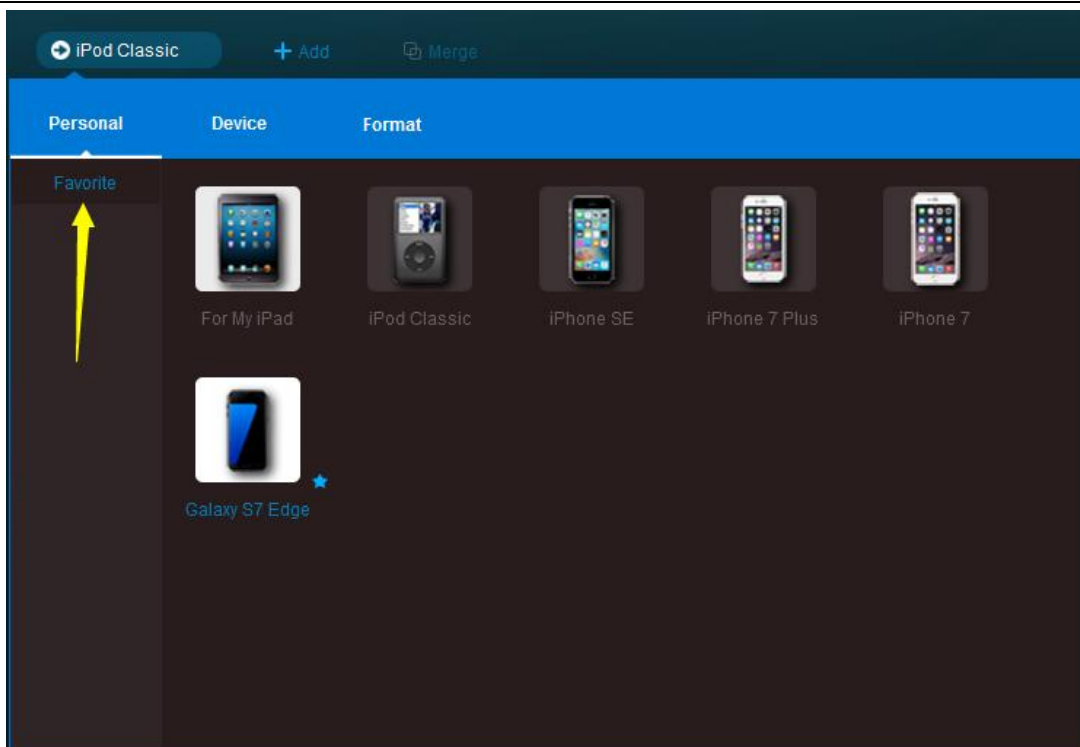 iPod Classic + Add Merge
Personal Device Format
Favorite
For My iPad iPod Classic iPhone SE iPhone 7 Plus iPhone 7
Galaxy S7 Edge